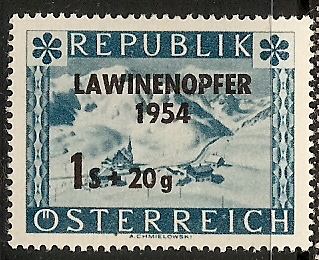 REPUBLIK
LAWINENOPFER
1954
1S+20g
ÖSTERREICH
A.CHMIELOWSKI